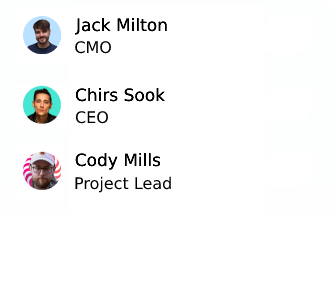 Jack Milton
CMO
Chirs Sook
CEO
Cody Mills
Project Lead